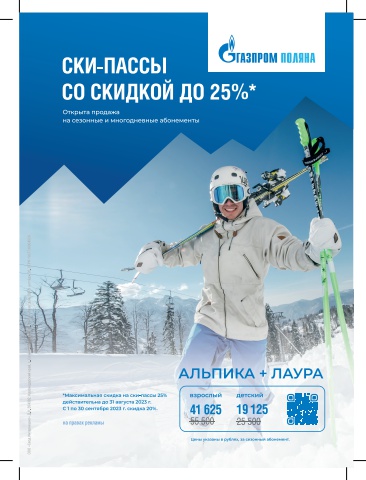 ГАЗПРОМ ПОЛЯНА
СКИ-ПАССЫ
СО СКИДКОЙ ДО 25%*
Открыта продажа
на сезонные и многодневные абонементы
АЛЬПИКА + ЛАУРА
*Максимальная скидка на ски-пассы 25%
действительна до 31 августа 2023 г.
С 1 по 30 сентября 2023 г. скидка 20%.
на правах рекламы
взрослый детский
41 625 19 125
55 500 25 500
Цены указаны в рублях, за сезонный абонемент.